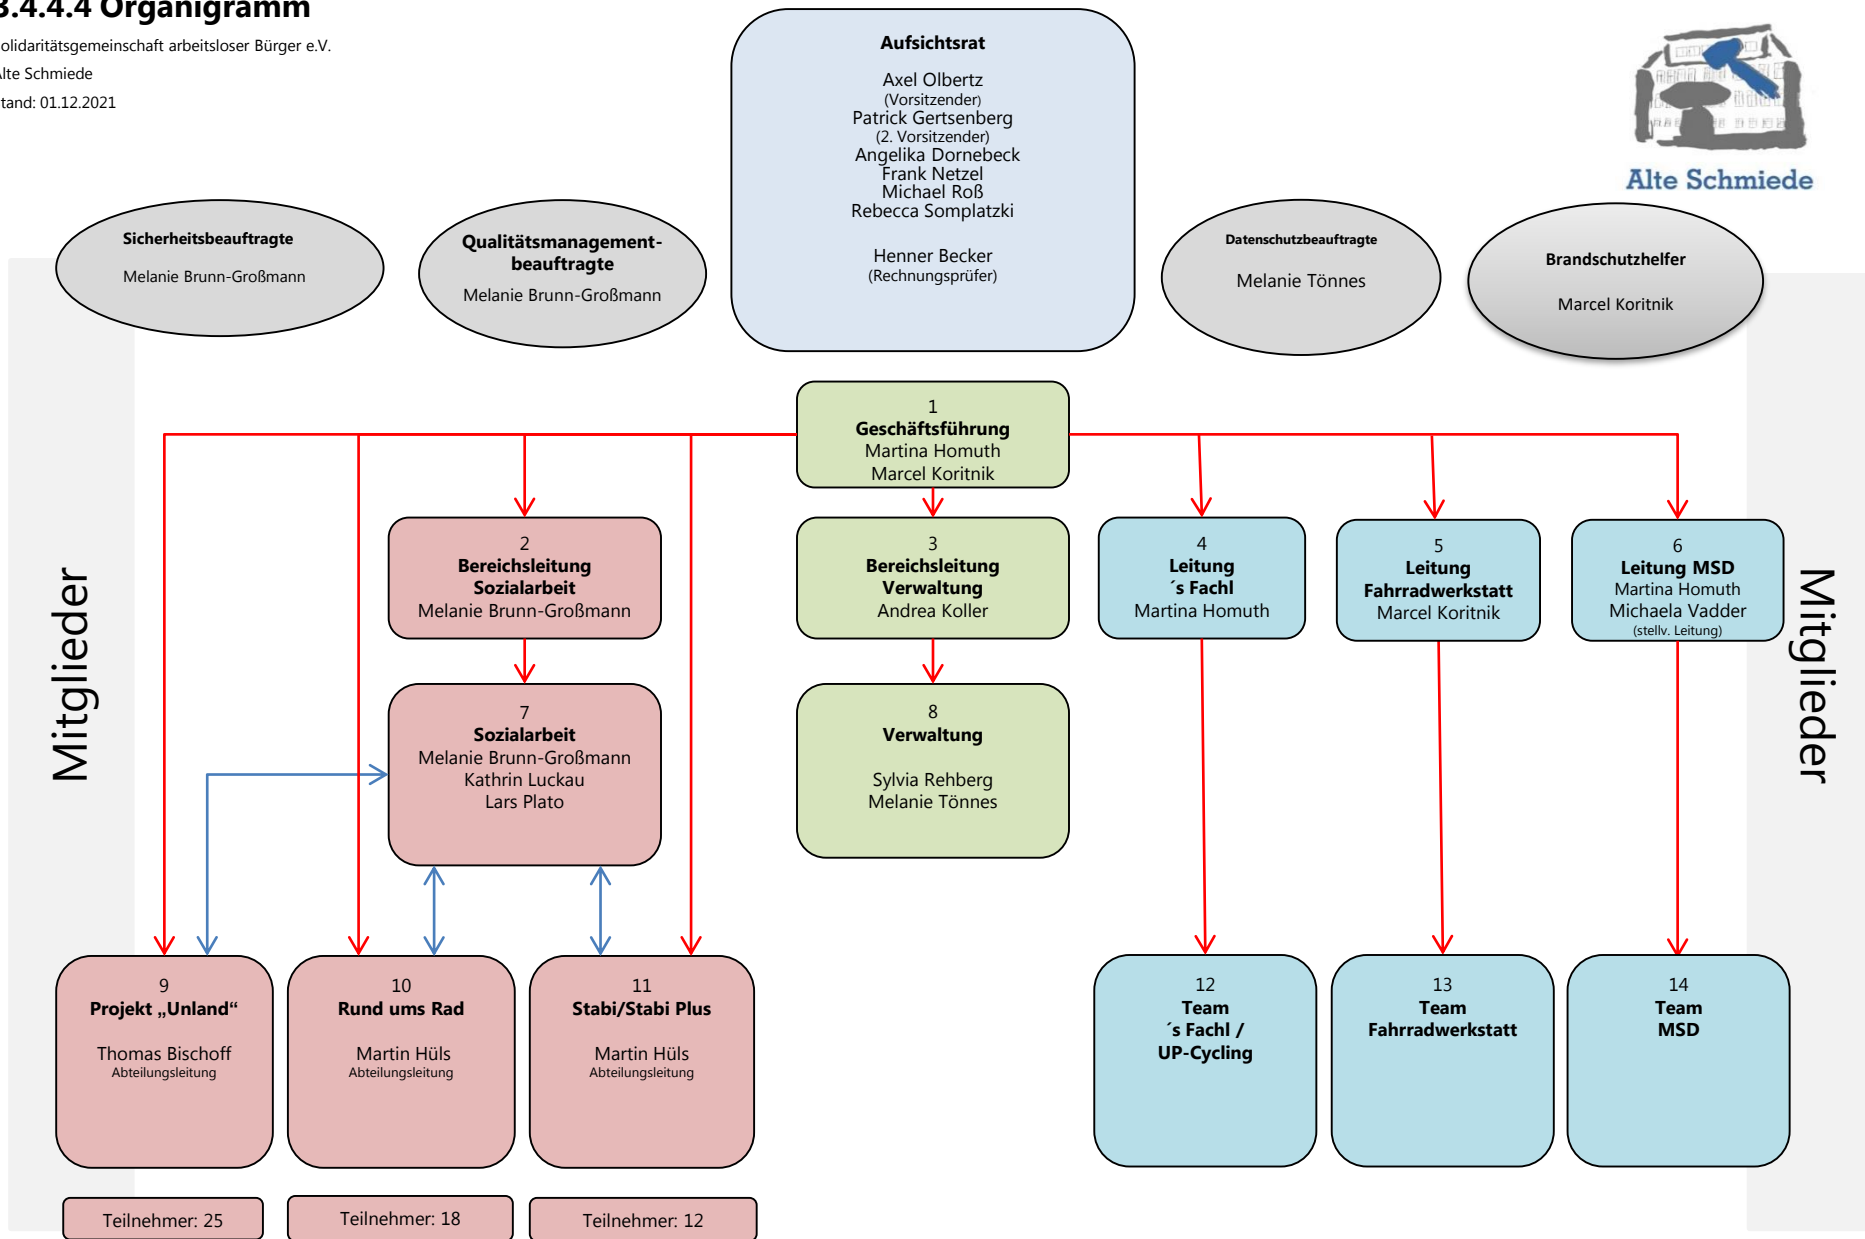 3.4.4.4 Organigramm
olidaritätsgemeinschaft arbeitsloser Bürger e.V.
Alte Schmiede
tand: 01.12.2021
Aufsichtsrat
Axel Olbertz
(Vorsitzender)
Patrick Gertsenberg
(2. Vorsitzender)
Angelika Dornebeck
Frank Netzel
Michael Roß
Rebecca Somplatzki
Henner Becker
(Rechnungsprüfer)
Alte Schmiede
Sicherheitsbeauftragte
Melanie Brunn-Großmann
Qualitätsmanagement-
beauftragte
Melanie Brunn-Großmann
Datenschutzbeauftragte
Melanie Tönnes
Brandschutzhelfer
Marcel Koritnik
Mitglieder
Mitglieder
1
Geschäftsführung
Martina Homuth
Marcel Koritnik
2
Bereichsleitung
Sozialarbeit
Melanie Brunn-Großmann
3
Bereichsleitung
Verwaltung
Andrea Koller
4
Leitung
´s Fachl
Martina Homuth
5
Leitung
Fahrradwerkstatt
Marcel Koritnik
6
Leitung MSD
Martina Homuth
Michaela Vadder
(stellv. Leitung)
7
Sozialarbeit
Melanie Brunn-Großmann
Kathrin Luckau
Lars Plato
8
Verwaltung
Sylvia Rehberg
Melanie Tönnes
9
Projekt „Unland“
Thomas Bischoff
Abteilungsleitung
10
Rund ums Rad
Martin Hüls
Abteilungsleitung
11
Stabi/Stabi Plus
Martin Hüls
Abteilungsleitung
12
Team
´s Fachl /
UP-Cycling
13
Team
Fahrradwerkstatt
14
Team
MSD
Teilnehmer: 25
Teilnehmer: 18
Teilnehmer: 12